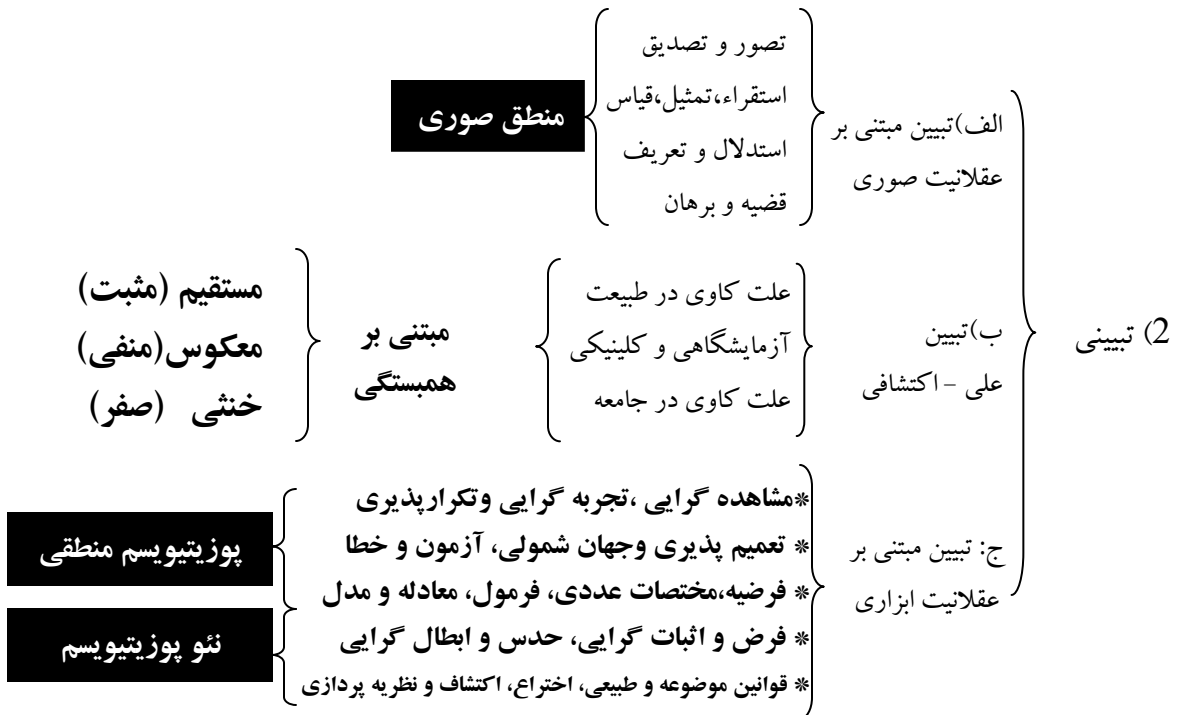 2) تبیینی
الف)تبیین مبتنی بر
عقلانیت صوری
تصور و تصدیق
استقراء،تمثیل،قیاس
استدلال و تعریف
قضیه و برهان
منطق صوری
ب)تبیین
علی - اکتشافی
علت کاوی در طبیعت
آزمایشگاهی و کلینیکی
علت کاوی در جامعه
مبتنی بر
همبستگی
مستقیم (مثبت)
معکوس(منفی)
خنثی (صفر)
ج: تبیین مبتنی بر
عقلانیت ابزاری
*مشاهده گرایی ،تجربه گرایی وتکرارپذیری
* تعمیم پذیری وجهان شمولی، آزمون و خطا
* فرضیه،مختصات عددی، فرمول، معادله و مدل
* فرض و اثبات گرایی، حدس و ابطال گرایی
* قوانین موضوعه و طبیعی، اختراع، اکتشاف و نظریه پردازی
پوزیتیویسم منطقی
نئو پوزیتیویسم